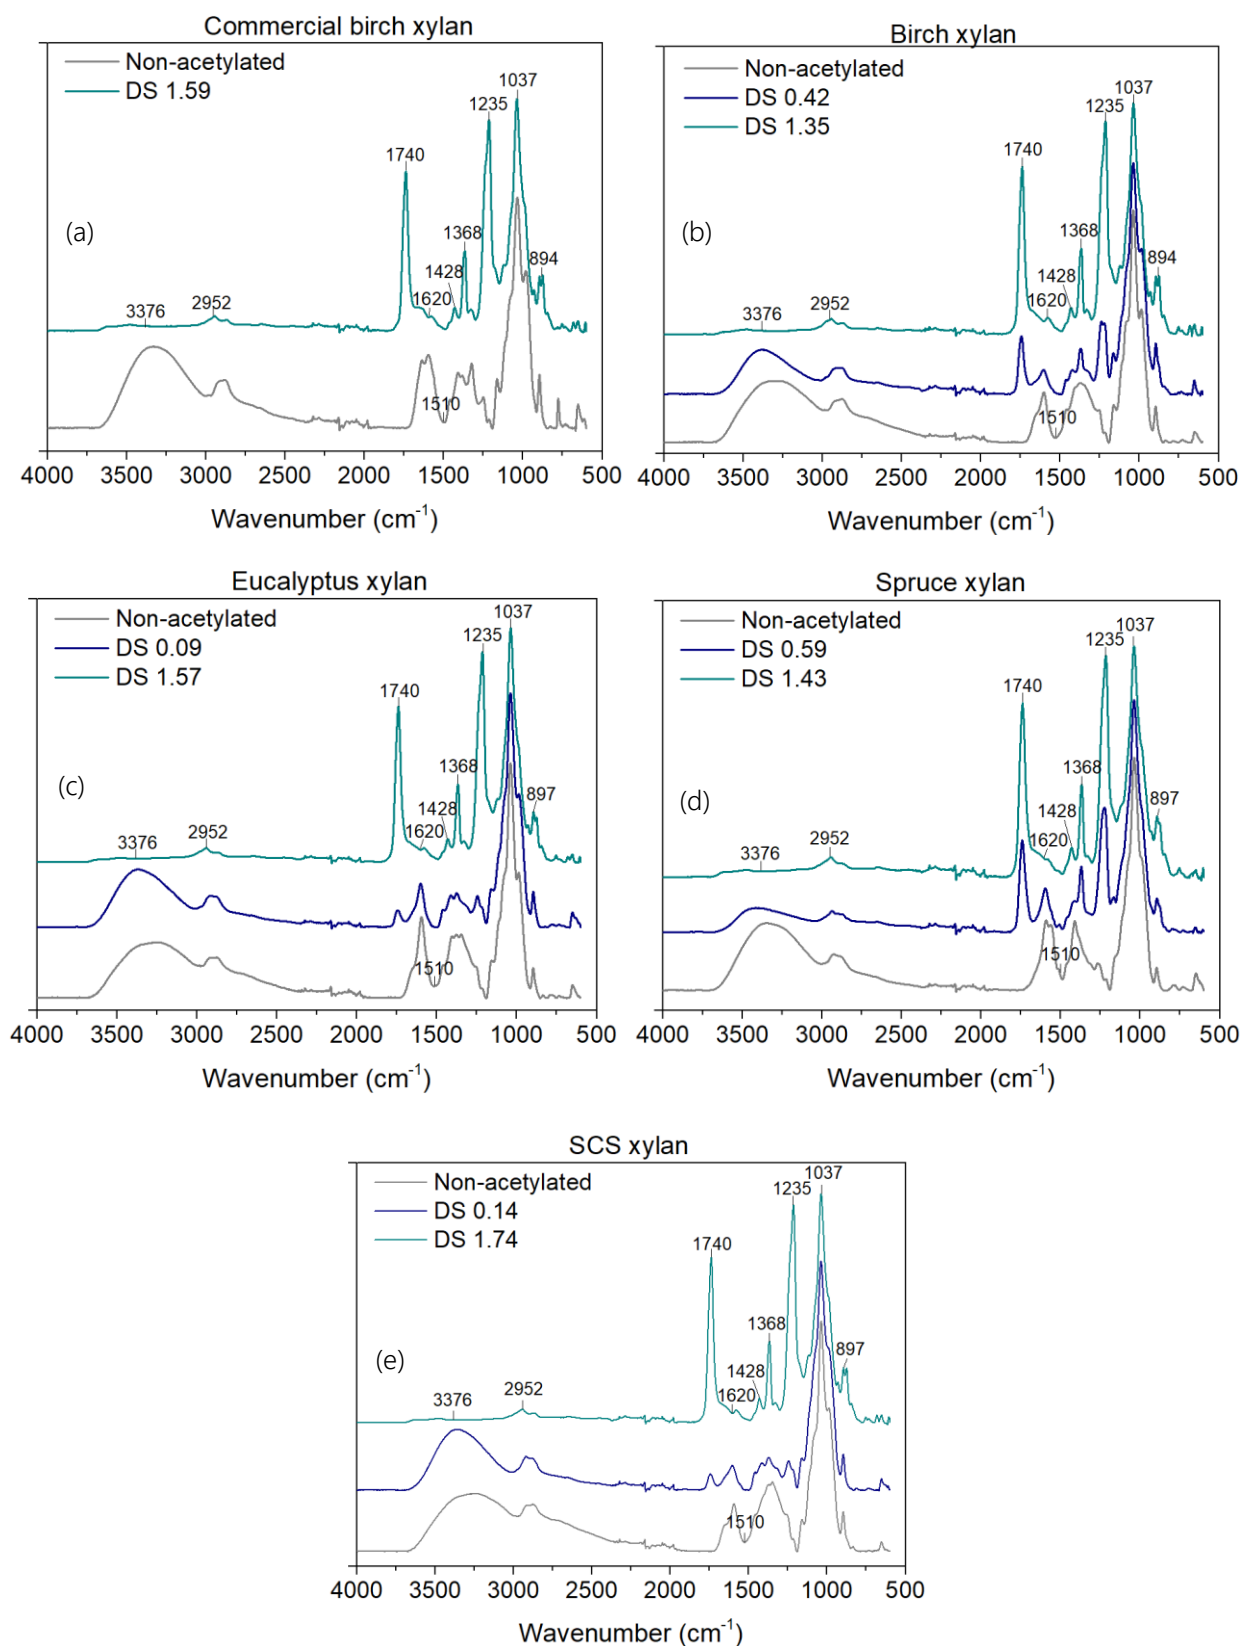 Commercial birch xylan
Non-acetylated
DS 1.59
(a)
3376
2952
1740
1620
1510
1428
1368
1235
1037
894
4000 3500 3000 2500 2000 1500 1000 500
Wavenumber (cm-1)
Birch xylan
Non-acetylated
DS 0.42
DS 1.35
(b)
3376
2952
1740
1620
1510
1428
1368
1235
1037
894
4000 3500 3000 2500 2000 1500 1000 500
Wavenumber (cm-1)
Eucalyptus xylan
Non-acetylated
DS 0.09
DS 1.57
(c)
3376
2952
1740
1620
1510
1428
1368
1235
1037
897
4000 3500 3000 2500 2000 1500 1000 500
Wavenumber (cm-1)
Spruce xylan
Non-acetylated
DS 0.59
DS 1.43
(d)
3376
2952
1740
1620
1510
1428
1368
1235
1037
897
4000 3500 3000 2500 2000 1500 1000 500
Wavenumber (cm-1)
SCS xylan
Non-acetylated
DS 0.14
DS 1.74
(e)
3376
2952
1740
1620
1510
1428
1368
1235
1037
897
4000 3500 3000 2500 2000 1500 1000 500
Wavenumber (cm-1)